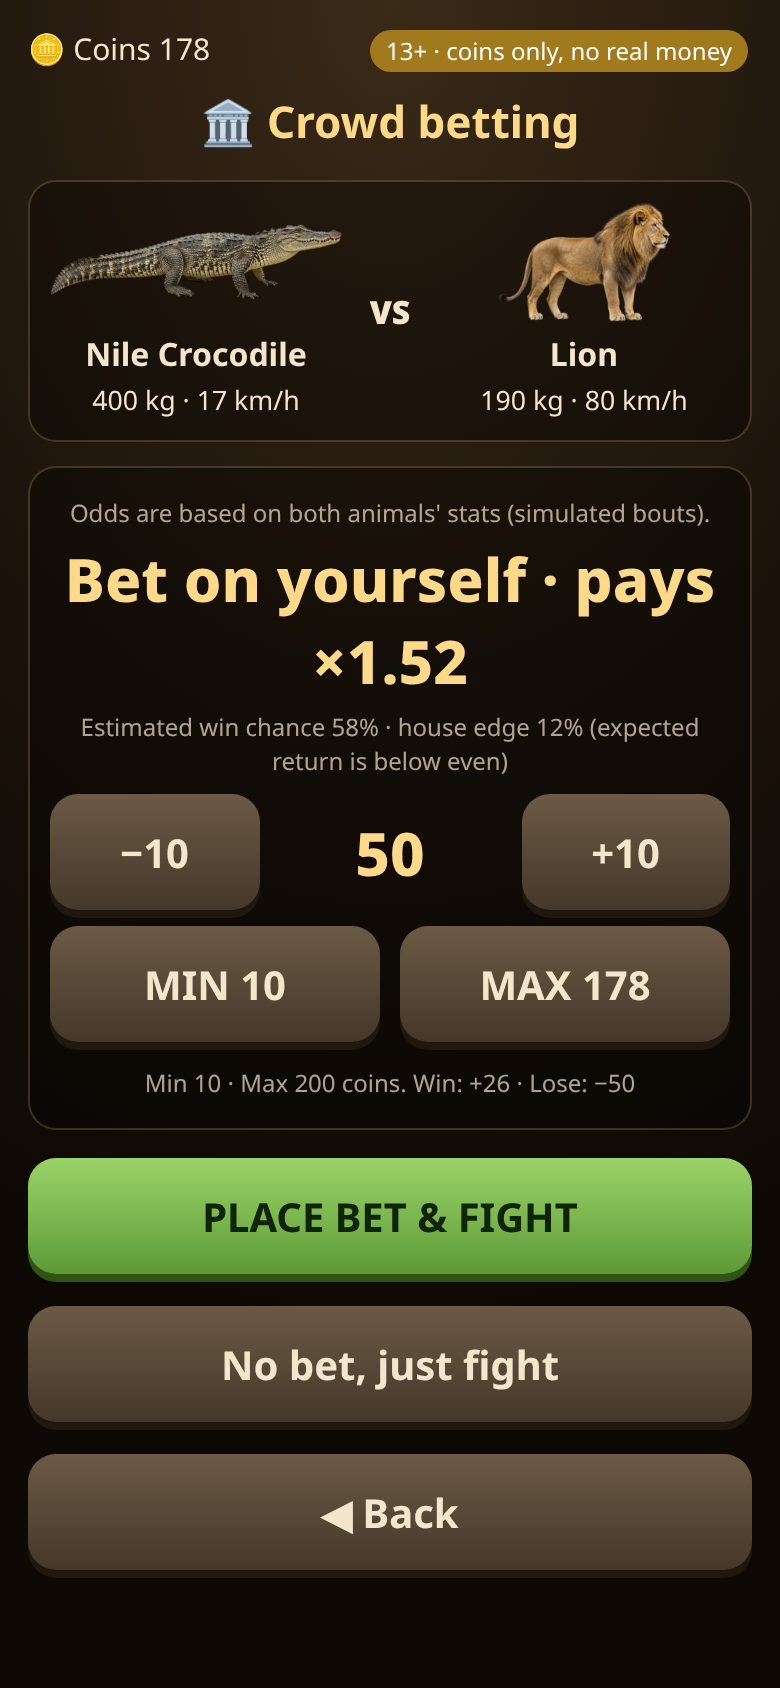 🪙 Coins 178
13+ · coins only, no real money
🏛️ Crowd betting
vs
Nile Crocodile
400 kg · 17 km/h
Lion
190 kg · 80 km/h
Odds are based on both animals' stats (simulated bouts).
Bet on yourself · pays
×1.52
Estimated win chance 58% · house edge 12% (expected
return is below even)
−10
50
+10
MIN 10
MAX 178
Min 10 · Max 200 coins. Win: +26 · Lose: −50
PLACE BET & FIGHT
No bet, just fight
◀ Back